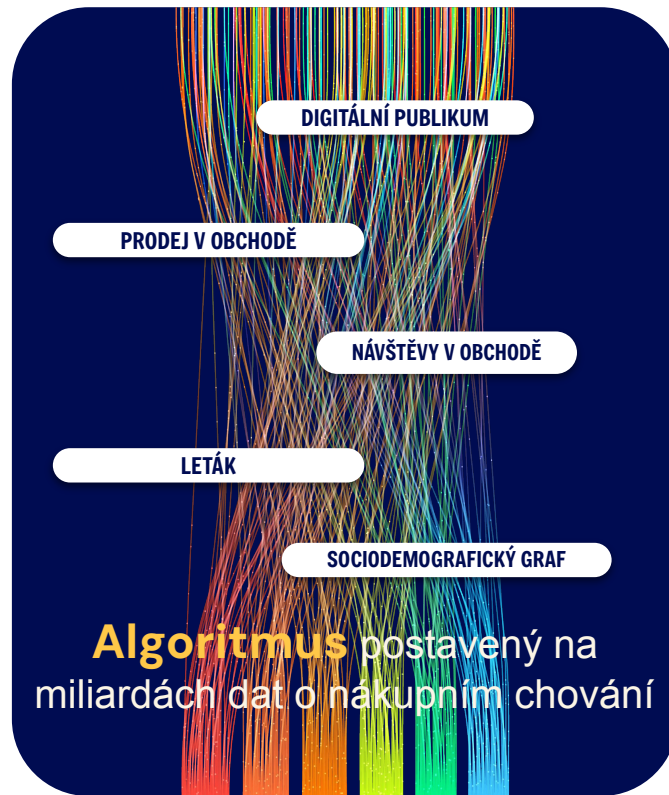 DIGITÁLNÍ PUBLIKUM
PRODEJ V OBCHODĚ
NÁVŠTĚVY V OBCHODĚ
LETÁK
SOCIODEMOGRAFICKÝ GRAF
Algoritmus postavený na
miliardách dat o nákupním chování